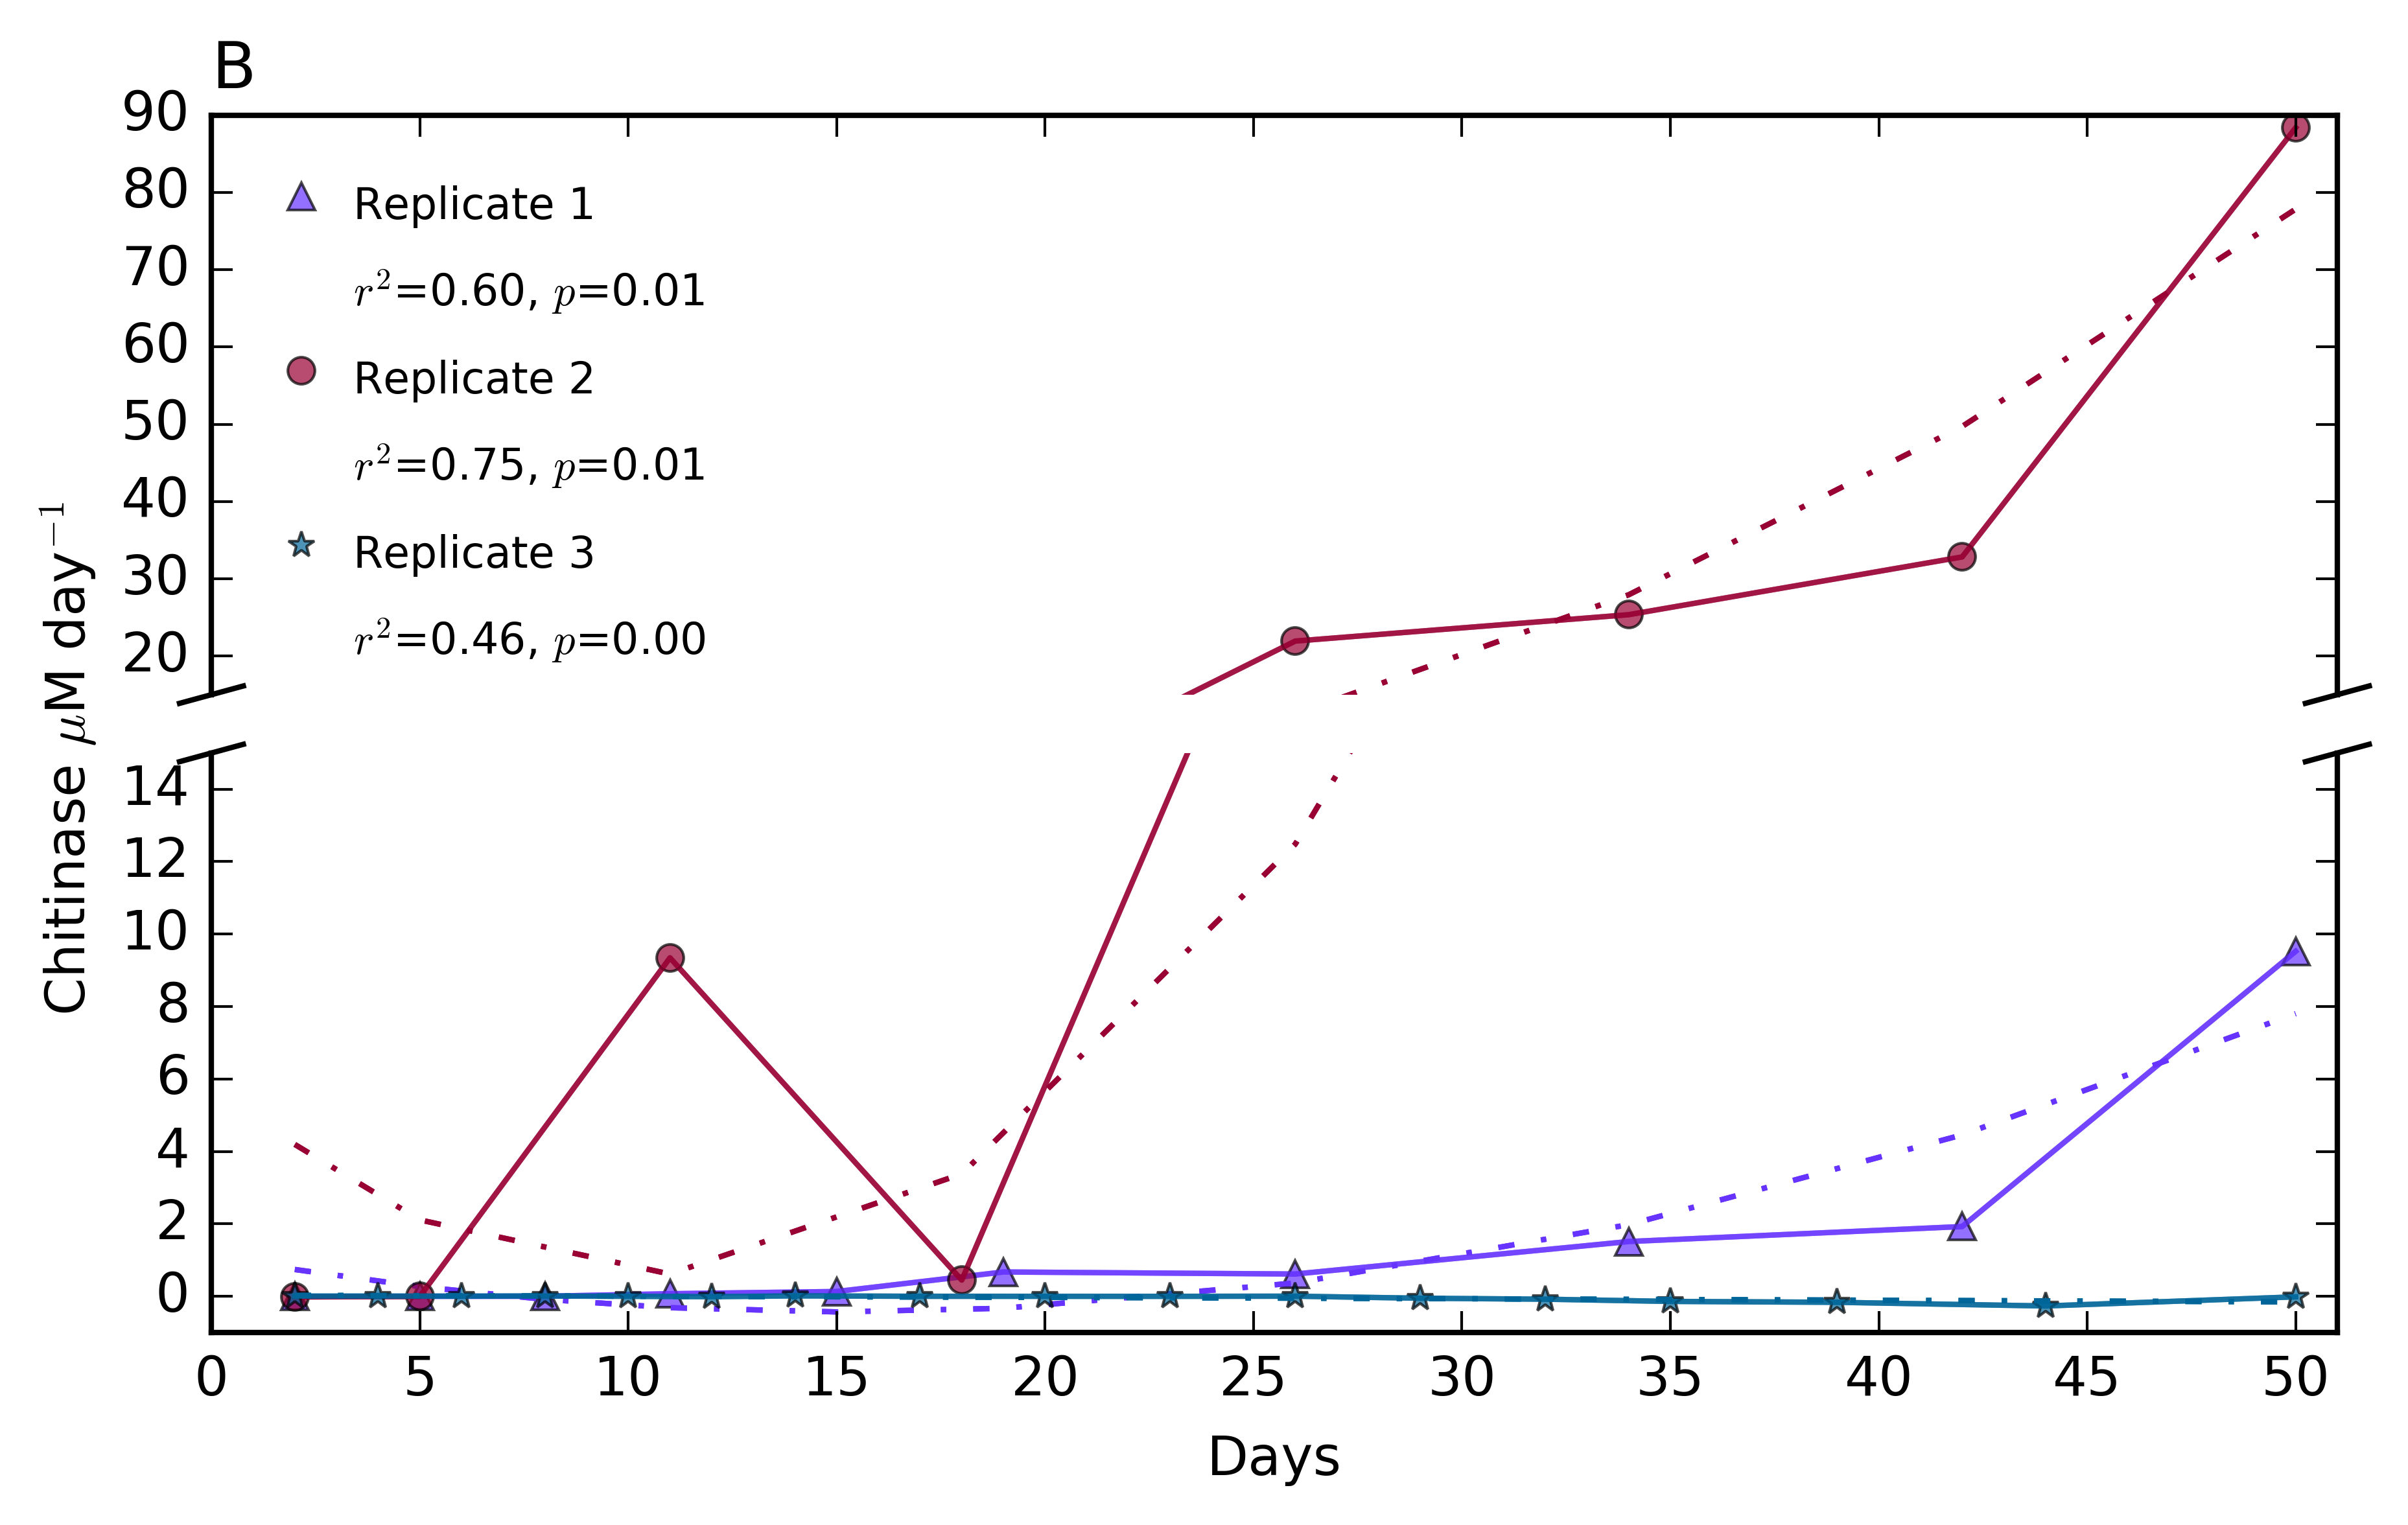 B
90
80
70
60
50
40
30
20
14
12
10
8
6
4
2
0
Chitinase μM day⁻¹
Replicate 1
r²=0.60, p=0.01
Replicate 2
r²=0.75, p=0.01
Replicate 3
r²=0.46, p=0.00
0 5 10 15 20 25 30 35 40 45 50
Days